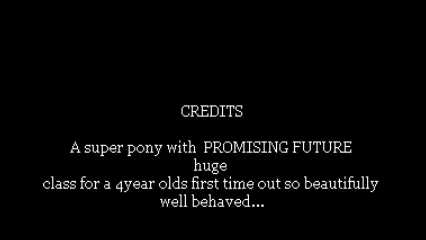 CREDITS
A super pony with  PROMISING FUTURE
huge
class for a 4year olds first time out so beautifully
well behaved...